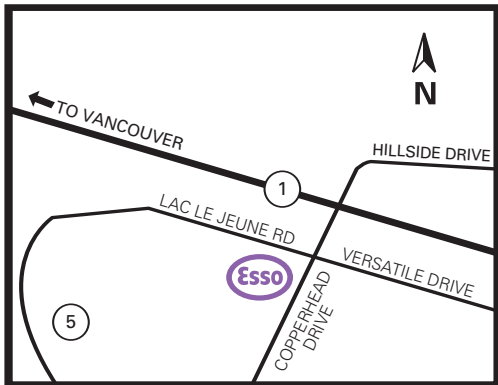 N
TO VANCOUVER
HILLSIDE DRIVE
1
LAC LE JEUNE RD
VERSATILE DRIVE
Esso
COPPERHEAD
DRIVE
5